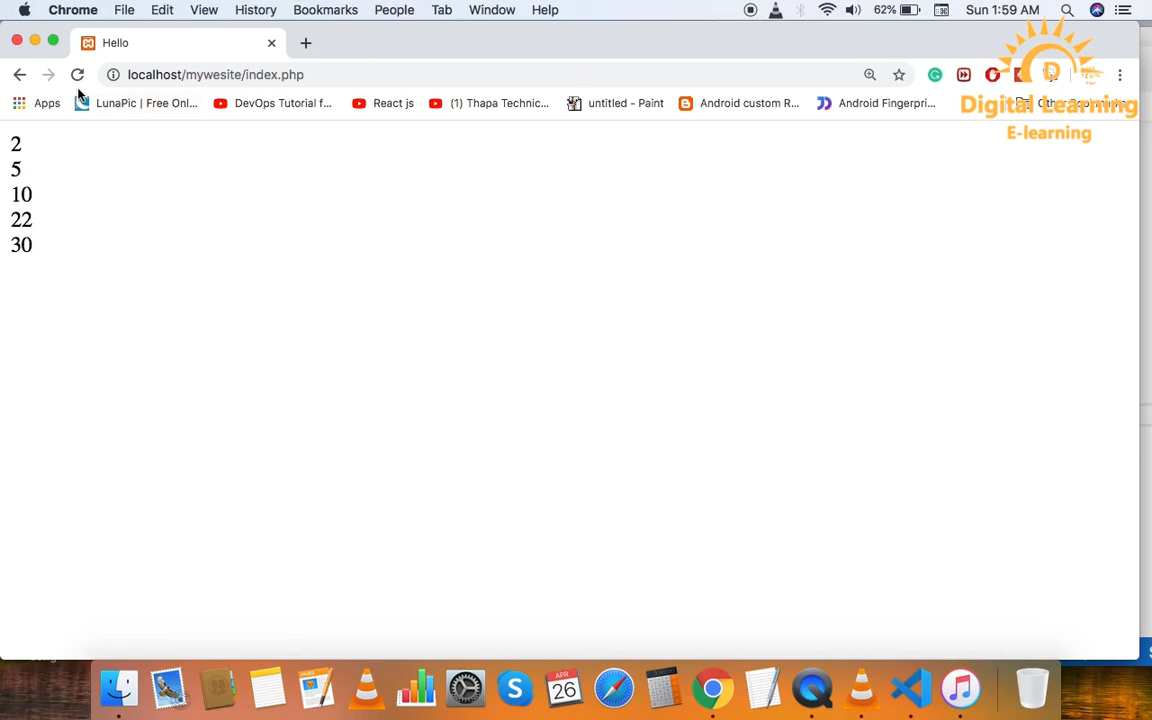 Chrome File Edit View History Bookmarks People Tab Window Help 62% Sun 1:59 AM
Hello
localhost/mywesite/index.php
Apps LunaPic | Free Onl... DevOps Tutorial f... React js (1) Thapa Technic... untitled - Paint Android custom R... Android Fingerpri...
D
Digital Learning
E-learning
2
5
10
22
30
APR
26